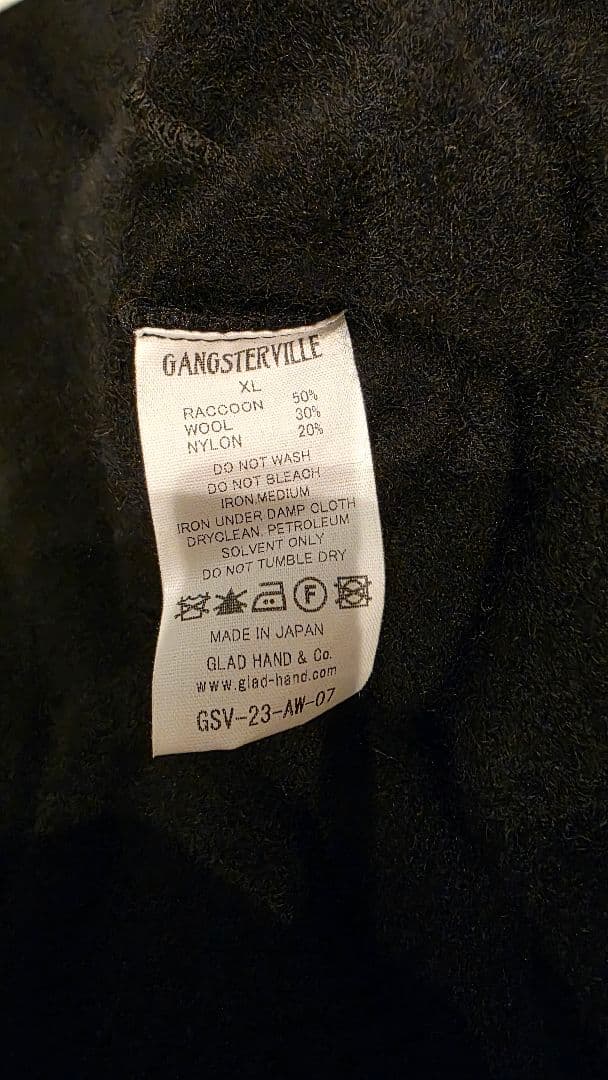 GANGSTERVILLE
XL
RACCOON 50%
WOOL 30%
NYLON 20%
DO NOT WASH
DO NOT BLEACH
IRON.MEDIUM
IRON UNDER DAMP CLOTH
DRYCLEAN. PETROLEUM
SOLVENT ONLY
DO NOT TUMBLE DRY
F
MADE IN JAPAN
GLAD HAND & Co.
www.glad-hand.com
GSV-23-AW-07